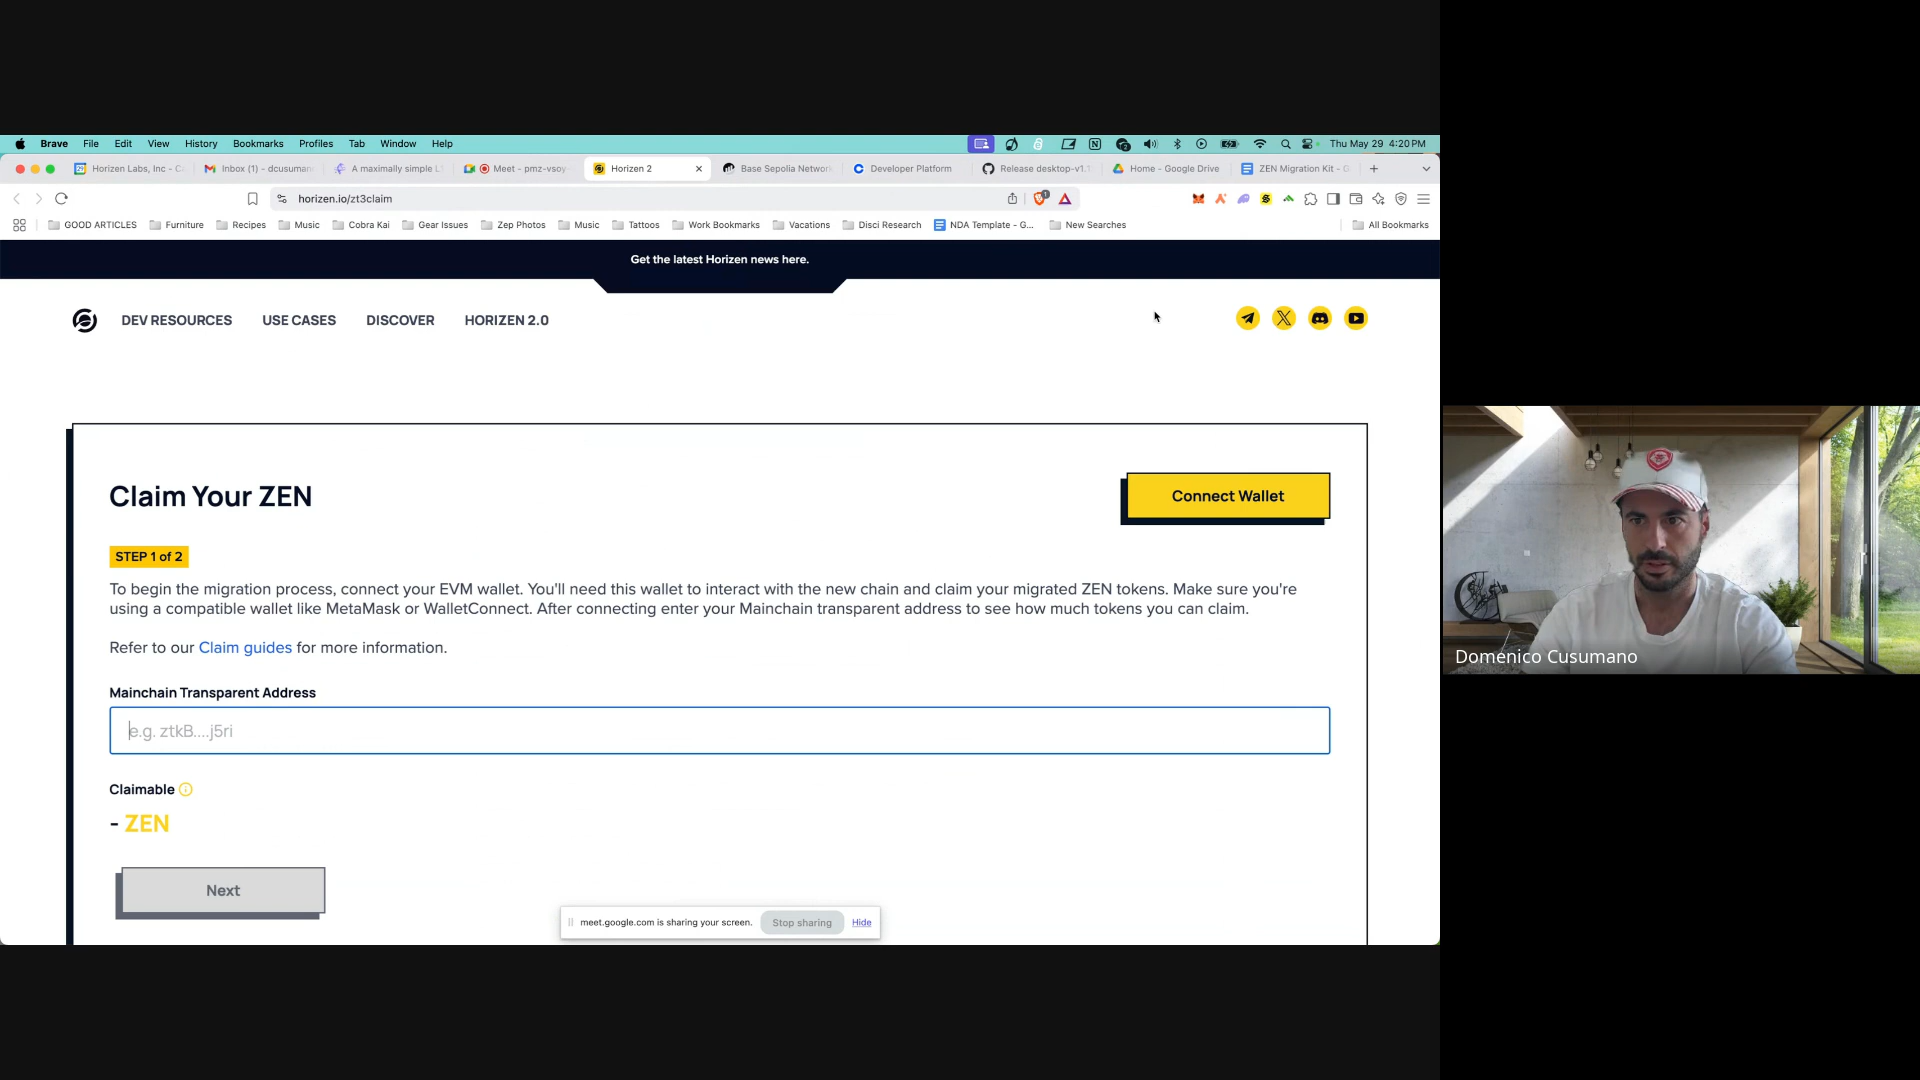 Brave File Edit View History Bookmarks Profiles Tab Window Help Thu May 29 4:20 PM
Horizen Labs, Inc - C
Inbox (1) - dcusuman
A maximally simple L
Meet - pmz-vsoy-
Horizen 2
Base Sepolia Network
Developer Platform
Release desktop-v1.1
Home - Google Drive
ZEN Migration Kit - G
horizen.io/zt3claim
1
GOOD ARTICLES Furniture Recipes Music Cobra Kai Gear Issues Zep Photos Music Tattoos Work Bookmarks Vacations Disci Research NDA Template - G... New Searches All Bookmarks
Get the latest Horizen news here.
DEV RESOURCES USE CASES DISCOVER HORIZEN 2.0
Claim Your ZEN
Connect Wallet
STEP 1 of 2
To begin the migration process, connect your EVM wallet. You'll need this wallet to interact with the new chain and claim your migrated ZEN tokens. Make sure you're
using a compatible wallet like MetaMask or WalletConnect. After connecting enter your Mainchain transparent address to see how much tokens you can claim.
Refer to our Claim guides for more information.
Mainchain Transparent Address
e.g. ztkB....j5ri
Claimable
- ZEN
Next
meet.google.com is sharing your screen. Stop sharing Hide
Domenico Cusumano